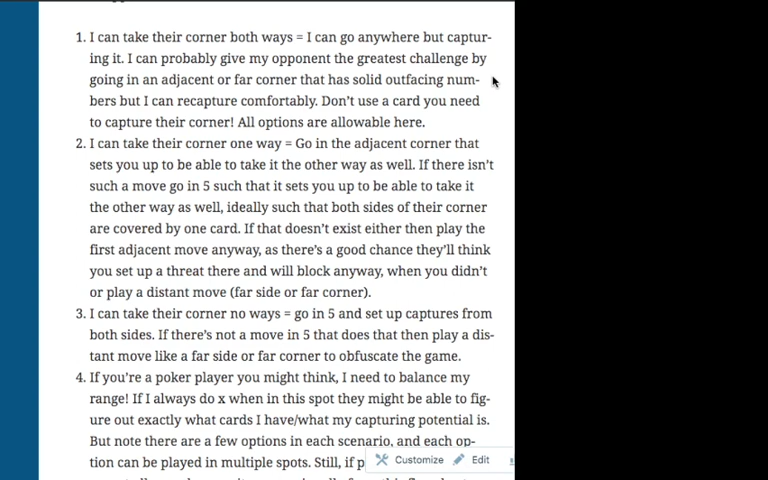 1. I can take their corner both ways = I can go anywhere but captur-
ing it. I can probably give my opponent the greatest challenge by
going in an adjacent or far corner that has solid outfacing num-
bers but I can recapture comfortably. Don't use a card you need
to capture their corner! All options are allowable here.
2. I can take their corner one way = Go in the adjacent corner that
sets you up to be able to take it the other way as well. If there isn't
such a move go in 5 such that it sets you up to be able to take it
the other way as well, ideally such that both sides of their corner
are covered by one card. If that doesn't exist either then play the
first adjacent move anyway, as there's a good chance they'll think
you set up a threat there and will block anyway, when you didn't
or play a distant move (far side or far corner).
3. I can take their corner no ways = go in 5 and set up captures from
both sides. If there's not a move in 5 that does that then play a dis-
tant move like a far side or far corner to obfuscate the game.
4. If you're a poker player you might think, I need to balance my
range! If I always do x when in this spot they might be able to fig-
ure out exactly what cards I have/what my capturing potential is.
But note there are a few options in each scenario, and each op-
tion can be played in multiple spots. Still, if
Customize Edit